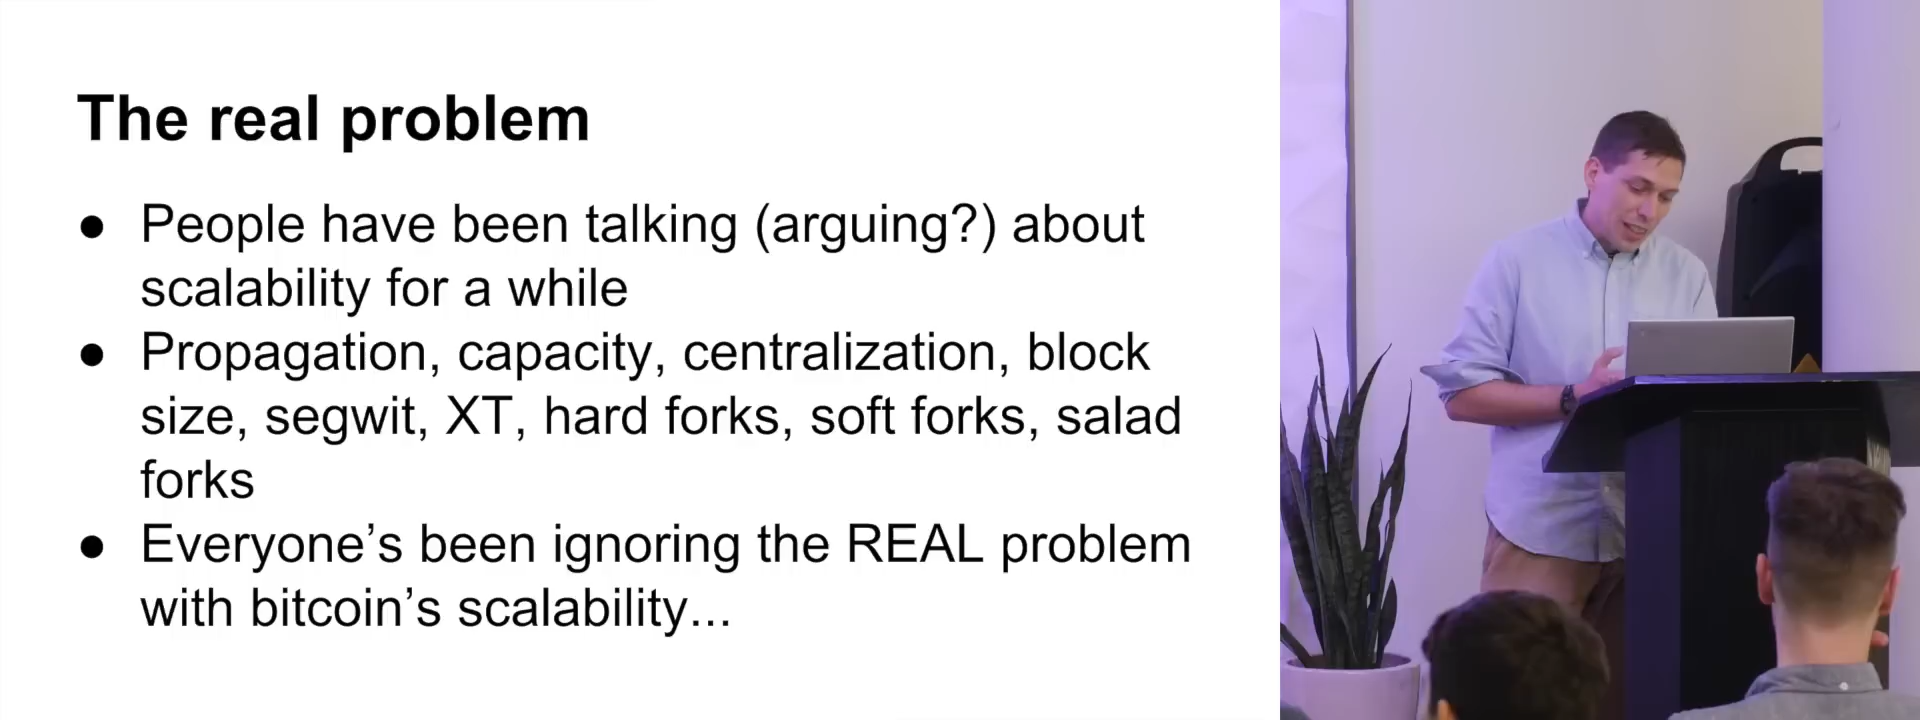 The real problem
● People have been talking (arguing?) about
scalability for a while
● Propagation, capacity, centralization, block
size, segwit, XT, hard forks, soft forks, salad
forks
● Everyone’s been ignoring the REAL problem
with bitcoin’s scalability...